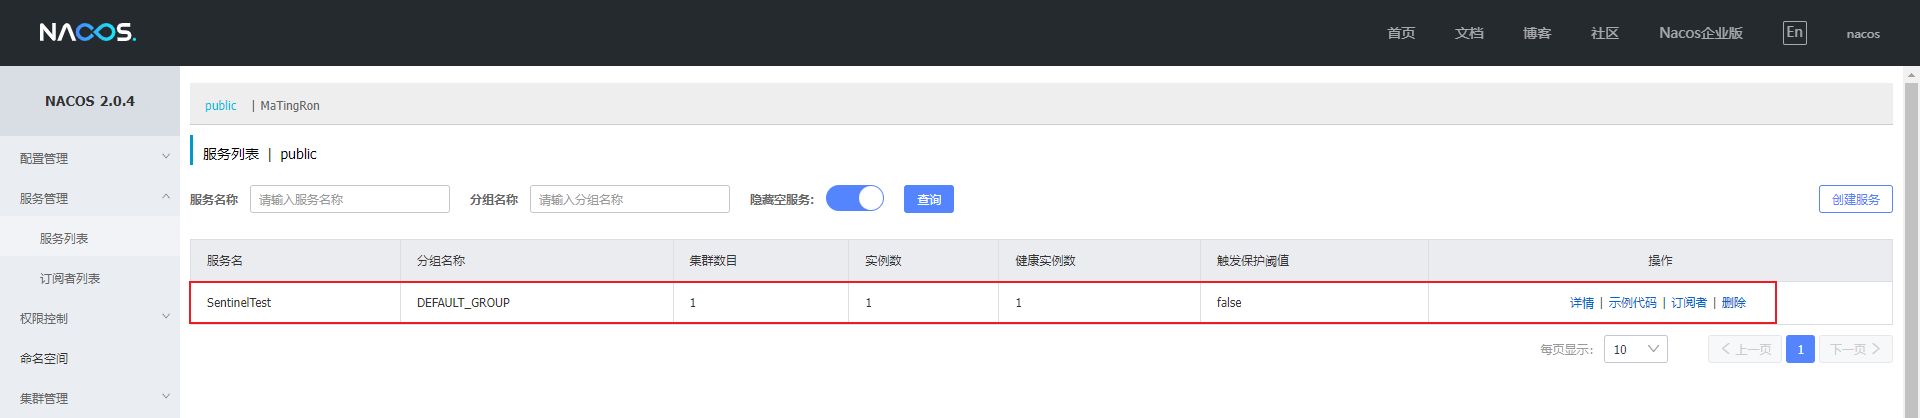 NACOS.
首页 文档 博客 社区 Nacos企业版 En nacos
NACOS 2.0.4
配置管理
服务管理
服务列表
订阅者列表
权限控制
命名空间
集群管理
public | MaTingRon
服务列表 | public
服务名称 请输入服务名称 分组名称 请输入分组名称 隐藏空服务: 查询 创建服务
服务名 分组名称 集群数目 实例数 健康实例数 触发保护阈值 操作
SentinelTest DEFAULT_GROUP 1 1 1 false 详情 | 示例代码 | 订阅者 | 删除
每页显示: 10 上一页 1 下一页